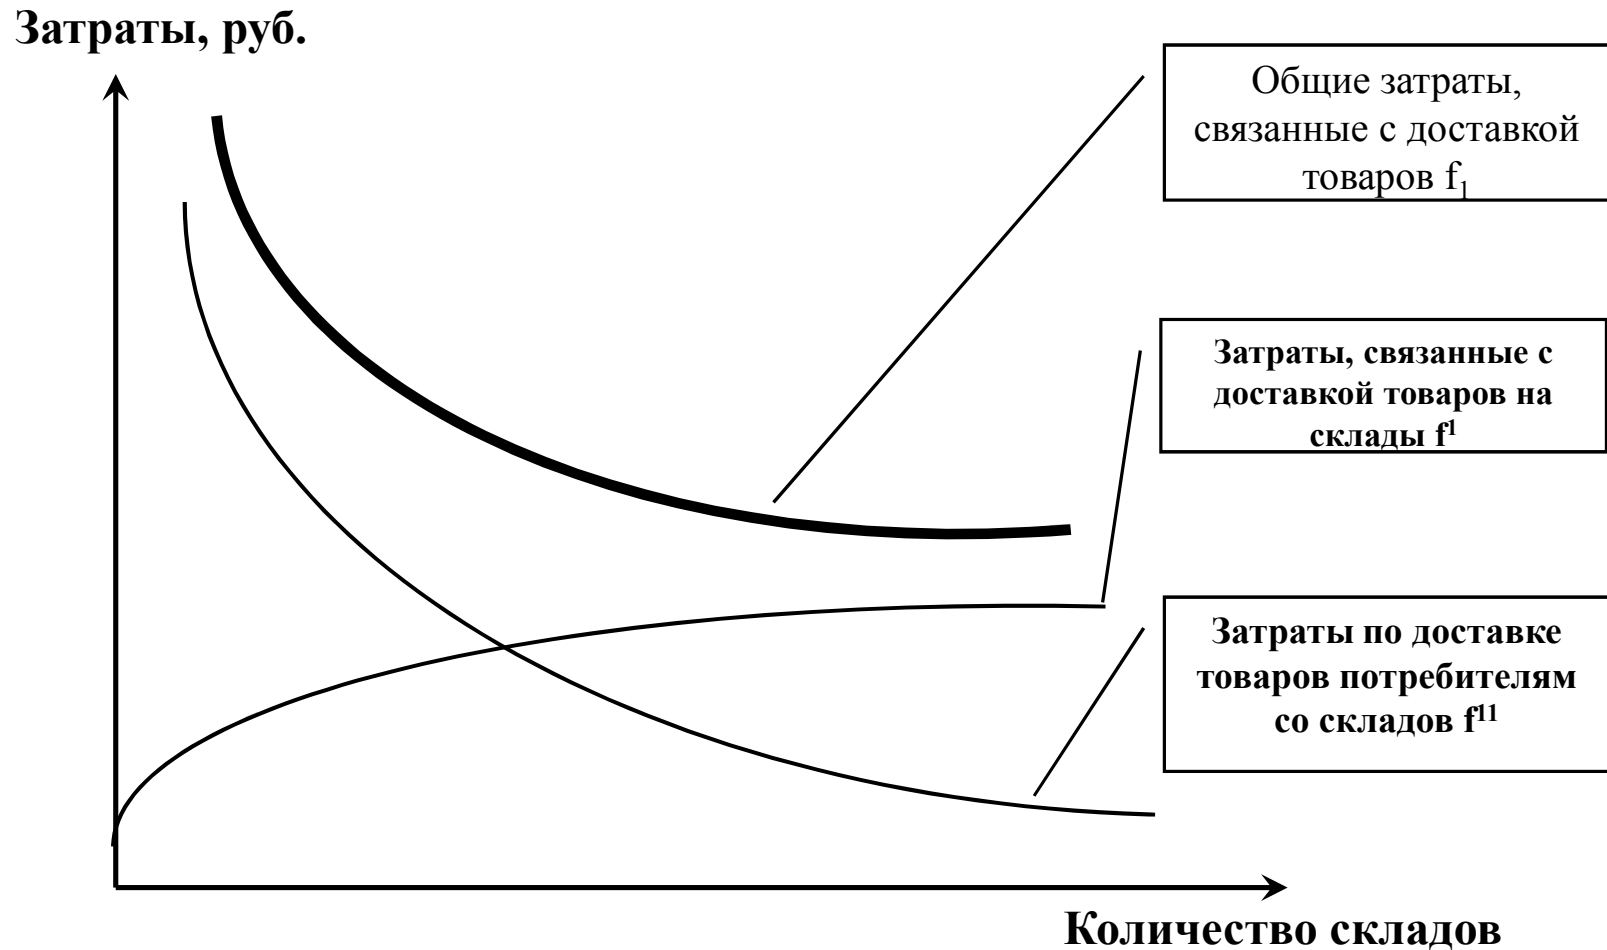 Затраты, руб.
Общие затраты,
связанные с доставкой
товаров f₁
Затраты, связанные с
доставкой товаров на
склады f¹
Затраты по доставке
товаров потребителям
со складов f¹¹
Количество складов